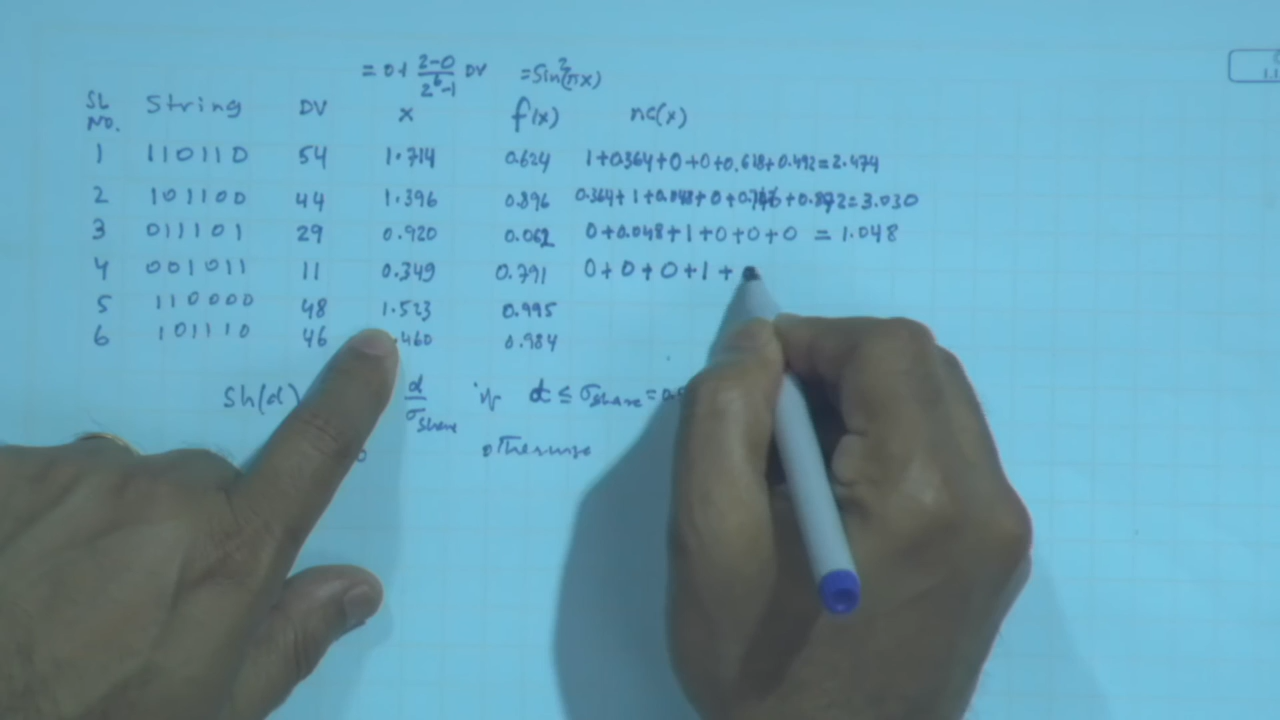 = 0 + (2-0)/(2^6-1) DV = Sin²(πx)
SL NO. String DV x f(x) nc(x)
1 110110 54 1.714 0.624 1+0.364+0+0+0.618+0.492=2.474
2 101100 44 1.396 0.896 0.364+1+0.048+0+ +0.872=3.030
3 011101 29 0.920 0.062 0+0.048+1+0+0+0 = 1.048
4 001011 11 0.349 0.791 0+0+0+1+
5 110000 48 1.523 0.995
6 101110 46 .460 0.984
Sh(d) d/σshare if d ≤ σshare =
0 otherwise